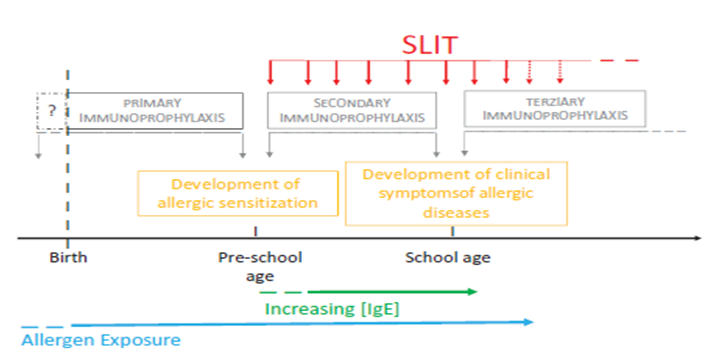 SLIT
?
PRIMARY
IMMUNOPROPHYLAXIS
SECONDARY
IMMUNOPROPHYLAXIS
TERZIARY
IMMUNOPROPHYLAXIS
Development of
allergic sensitization
Development of clinical
symptomsof allergic
diseases
Birth
Pre-school
age
School age
Increasing [IgE]
Allergen Exposure